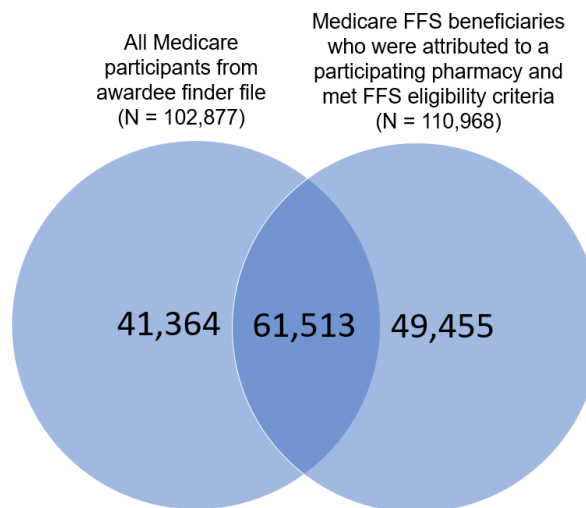 All Medicare
participants from
awardee finder file
(N = 102,877)
Medicare FFS beneficiaries
who were attributed to a
participating pharmacy and
met FFS eligibility criteria
(N = 110,968)
41,364
61,513
49,455